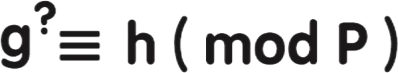 g^? ≡ h ( mod P )